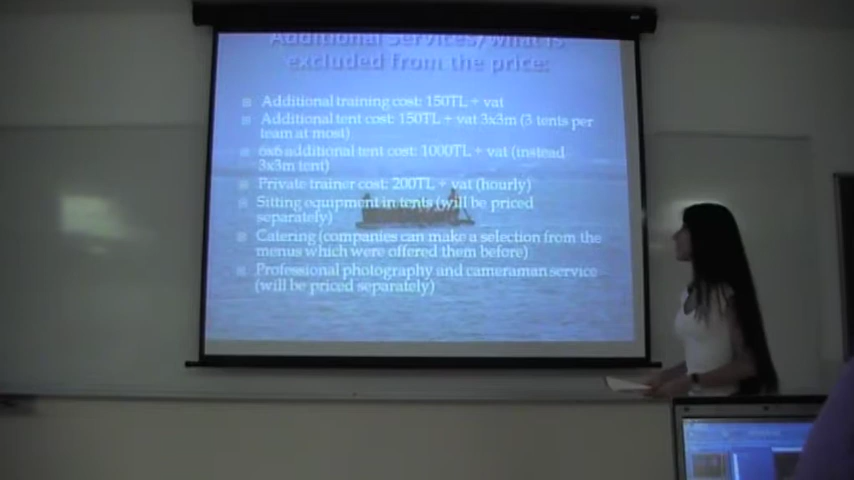 Additional Services/What is
excluded from the price:
Additional training cost: 150TL + vat
Additional tent cost: 150TL + vat 3x3m (3 tents per
team at most)
6x6 additional tent cost: 1000TL + vat (instead
3x3m tent)
Private trainer cost: 200TL + vat (hourly)
Sitting equipment in tents (will be priced
separately)
Catering (companies can make a selection from the
menus which were offered them before)
Professional photography and cameraman service
(will be priced separately)